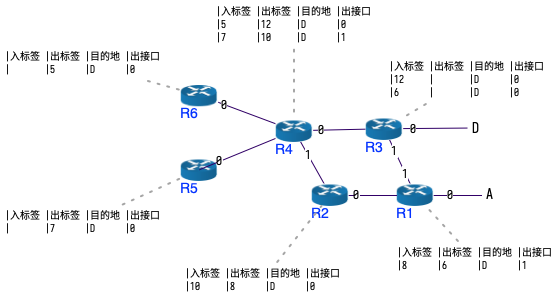 |入标签 |出标签 |目的地 |出接口
|5 |12 |D |0
|7 |10 |D |1
|入标签 |出标签 |目的地 |出接口
| |5 |D |0
|入标签 |出标签 |目的地 |出接口
|12 | |D |0
|6 | |D |0
R6
0
R4
0
1
R3
0
D
1
R5
0
1
R2
0
R1
0
A
|入标签 |出标签 |目的地 |出接口
| |7 |D |0
|入标签 |出标签 |目的地 |出接口
|10 |8 |D |0
|入标签 |出标签 |目的地 |出接口
|8 |6 |D |1